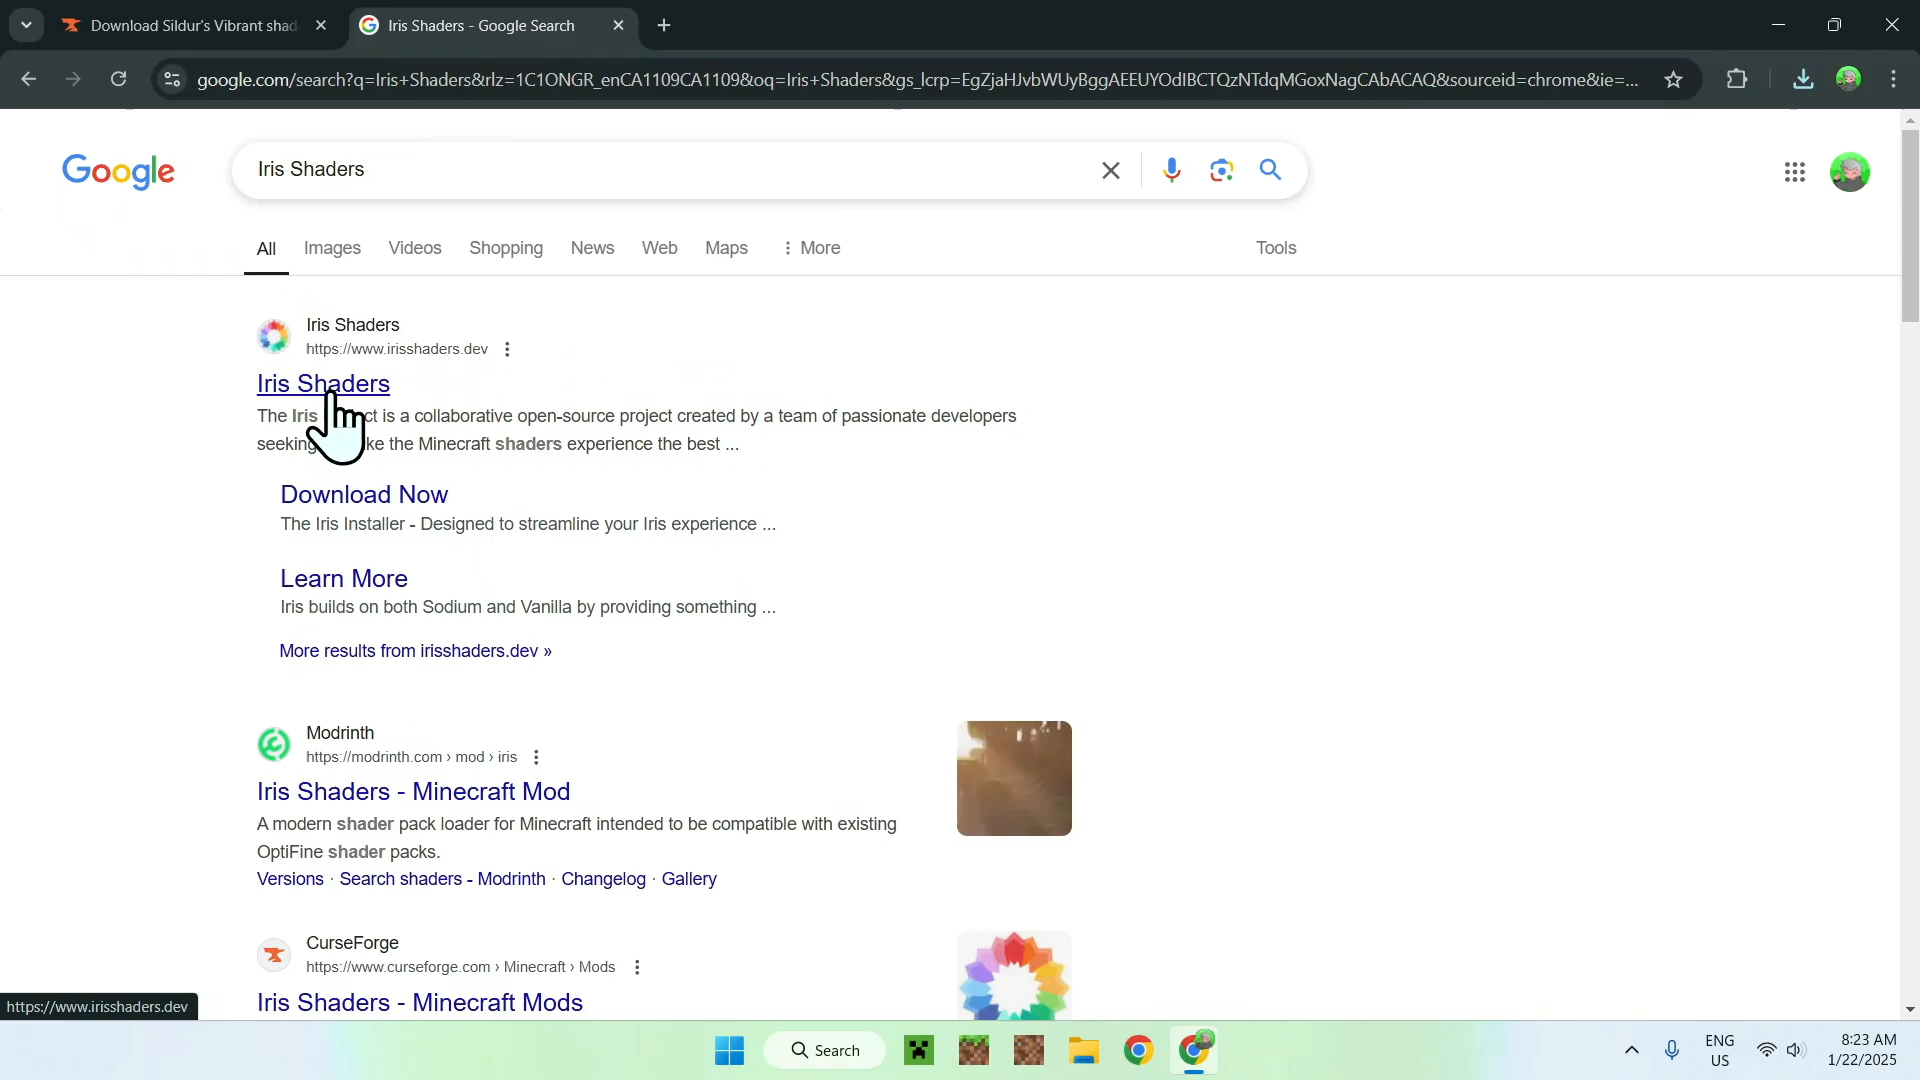 Download Sildur's Vibrant shad
Iris Shaders - Google Search
google.com/search?q=Iris+Shaders&rlz=1C1ONGR_enCA1109CA1109&oq=Iris+Shaders&gs_lcrp=EgZjaHJvbWUyBggAEEUYOdIBCTQzNTdqMGoxNagCAbACAQ&sourceid=chrome&ie=...
Google
Iris Shaders
All
Images
Videos
Shopping
News
Web
Maps
More
Tools
Iris Shaders
https://www.irisshaders.dev
Iris Shaders
The Iris ct is a collaborative open-source project created by a team of passionate developers
seeking ke the Minecraft shaders experience the best ...
Download Now
The Iris Installer - Designed to streamline your Iris experience ...
Learn More
Iris builds on both Sodium and Vanilla by providing something ...
More results from irisshaders.dev »
Modrinth
https://modrinth.com › mod › iris
Iris Shaders - Minecraft Mod
A modern shader pack loader for Minecraft intended to be compatible with existing
OptiFine shader packs.
Versions · Search shaders - Modrinth · Changelog · Gallery
CurseForge
https://www.curseforge.com › Minecraft › Mods
Iris Shaders - Minecraft Mods
https://www.irisshaders.dev
Search
ENG
US
8:23 AM
1/22/2025